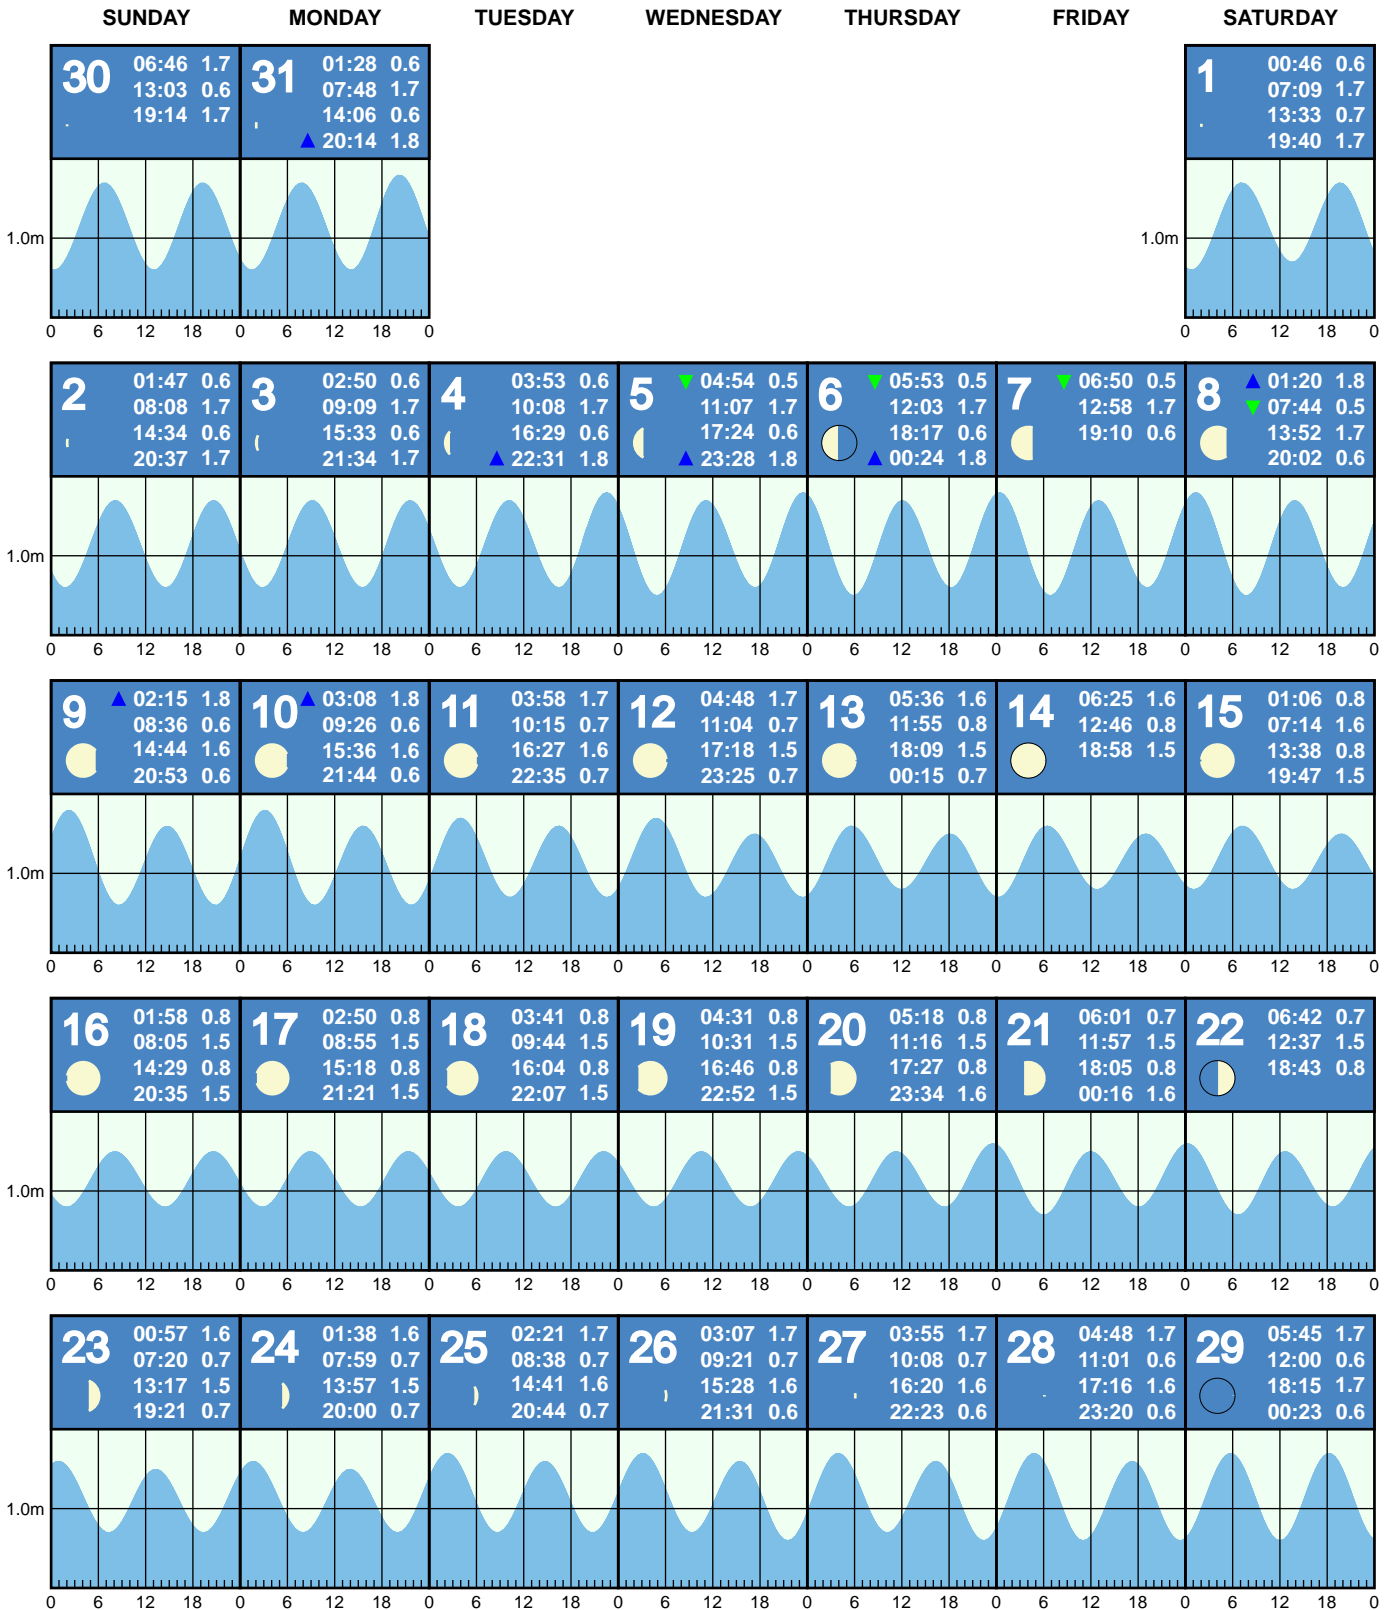 SUNDAY MONDAY TUESDAY WEDNESDAY THURSDAY FRIDAY SATURDAY
30 06:46 1.7
13:03 0.6
19:14 1.7
31 01:28 0.6
07:48 1.7
14:06 0.6
20:14 1.8
1 00:46 0.6
07:09 1.7
13:33 0.7
19:40 1.7
1.0m 1.0m
0 6 12 18 0 6 12 18 0 0 6 12 18 0
2 01:47 0.6
08:08 1.7
14:34 0.6
20:37 1.7
3 02:50 0.6
09:09 1.7
15:33 0.6
21:34 1.7
4 03:53 0.6
10:08 1.7
16:29 0.6
22:31 1.8
5 04:54 0.5
11:07 1.7
17:24 0.6
23:28 1.8
6 05:53 0.5
12:03 1.7
18:17 0.6
00:24 1.8
7 06:50 0.5
12:58 1.7
19:10 0.6
8 01:20 1.8
07:44 0.5
13:52 1.7
20:02 0.6
1.0m
0 6 12 18 0 6 12 18 0 6 12 18 0 6 12 18 0 6 12 18 0 6 12 18 0 6 12 18 0
9 02:15 1.8
08:36 0.6
14:44 1.6
20:53 0.6
10 03:08 1.8
09:26 0.6
15:36 1.6
21:44 0.6
11 03:58 1.7
10:15 0.7
16:27 1.6
22:35 0.7
12 04:48 1.7
11:04 0.7
17:18 1.5
23:25 0.7
13 05:36 1.6
11:55 0.8
18:09 1.5
00:15 0.7
14 06:25 1.6
12:46 0.8
18:58 1.5
15 01:06 0.8
07:14 1.6
13:38 0.8
19:47 1.5
1.0m
0 6 12 18 0 6 12 18 0 6 12 18 0 6 12 18 0 6 12 18 0 6 12 18 0 6 12 18 0
16 01:58 0.8
08:05 1.5
14:29 0.8
20:35 1.5
17 02:50 0.8
08:55 1.5
15:18 0.8
21:21 1.5
18 03:41 0.8
09:44 1.5
16:04 0.8
22:07 1.5
19 04:31 0.8
10:31 1.5
16:46 0.8
22:52 1.5
20 05:18 0.8
11:16 1.5
17:27 0.8
23:34 1.6
21 06:01 0.7
11:57 1.5
18:05 0.8
00:16 1.6
22 06:42 0.7
12:37 1.5
18:43 0.8
1.0m
0 6 12 18 0 6 12 18 0 6 12 18 0 6 12 18 0 6 12 18 0 6 12 18 0 6 12 18 0
23 00:57 1.6
07:20 0.7
13:17 1.5
19:21 0.7
24 01:38 1.6
07:59 0.7
13:57 1.5
20:00 0.7
25 02:21 1.7
08:38 0.7
14:41 1.6
20:44 0.7
26 03:07 1.7
09:21 0.7
15:28 1.6
21:31 0.6
27 03:55 1.7
10:08 0.7
16:20 1.6
22:23 0.6
28 04:48 1.7
11:01 0.6
17:16 1.6
23:20 0.6
29 05:45 1.7
12:00 0.6
18:15 1.7
00:23 0.6
1.0m
0 6 12 18 0 6 12 18 0 6 12 18 0 6 12 18 0 6 12 18 0 6 12 18 0 6 12 18 0